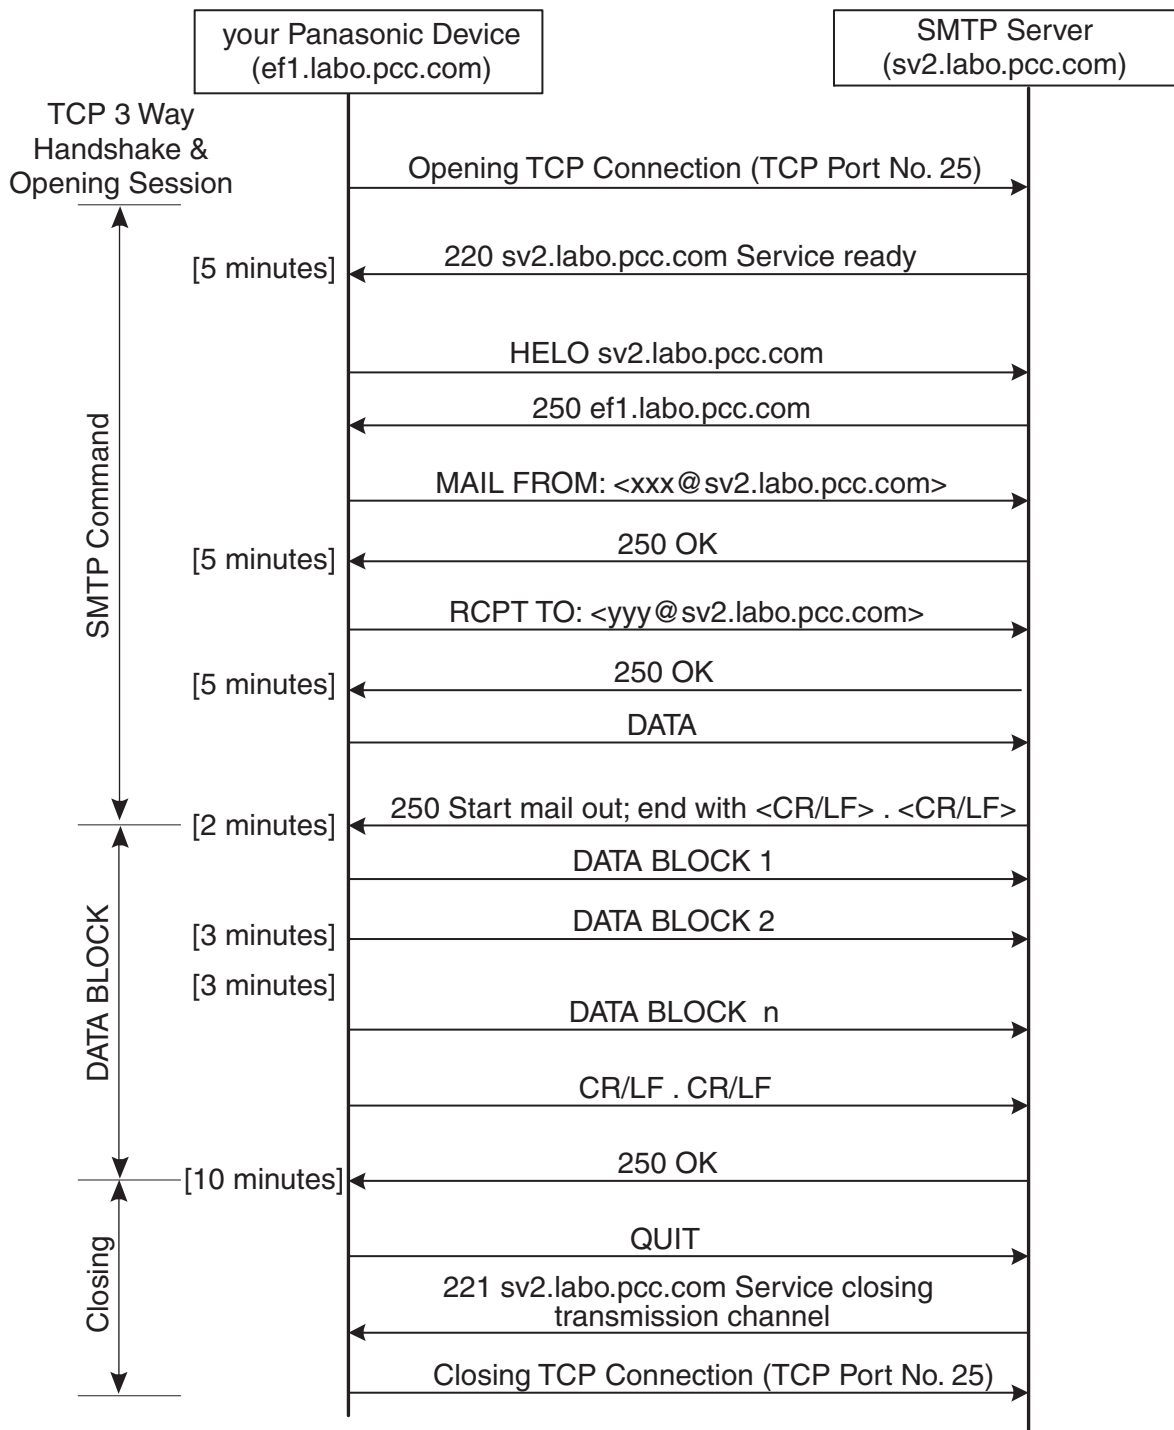 your Panasonic Device
(ef1.labo.pcc.com)
SMTP Server
(sv2.labo.pcc.com)
TCP 3 Way
Handshake &
Opening Session
Opening TCP Connection (TCP Port No. 25)
[5 minutes]
220 sv2.labo.pcc.com Service ready
HELO sv2.labo.pcc.com
250 ef1.labo.pcc.com
SMTP Command
MAIL FROM: <xxx@sv2.labo.pcc.com>
[5 minutes]
250 OK
RCPT TO: <yyy@sv2.labo.pcc.com>
[5 minutes]
250 OK
DATA
[2 minutes]
250 Start mail out; end with <CR/LF> . <CR/LF>
DATA BLOCK 1
DATA BLOCK
[3 minutes]
DATA BLOCK 2
[3 minutes]
DATA BLOCK n
CR/LF . CR/LF
[10 minutes]
250 OK
Closing
QUIT
221 sv2.labo.pcc.com Service closing
transmission channel
Closing TCP Connection (TCP Port No. 25)